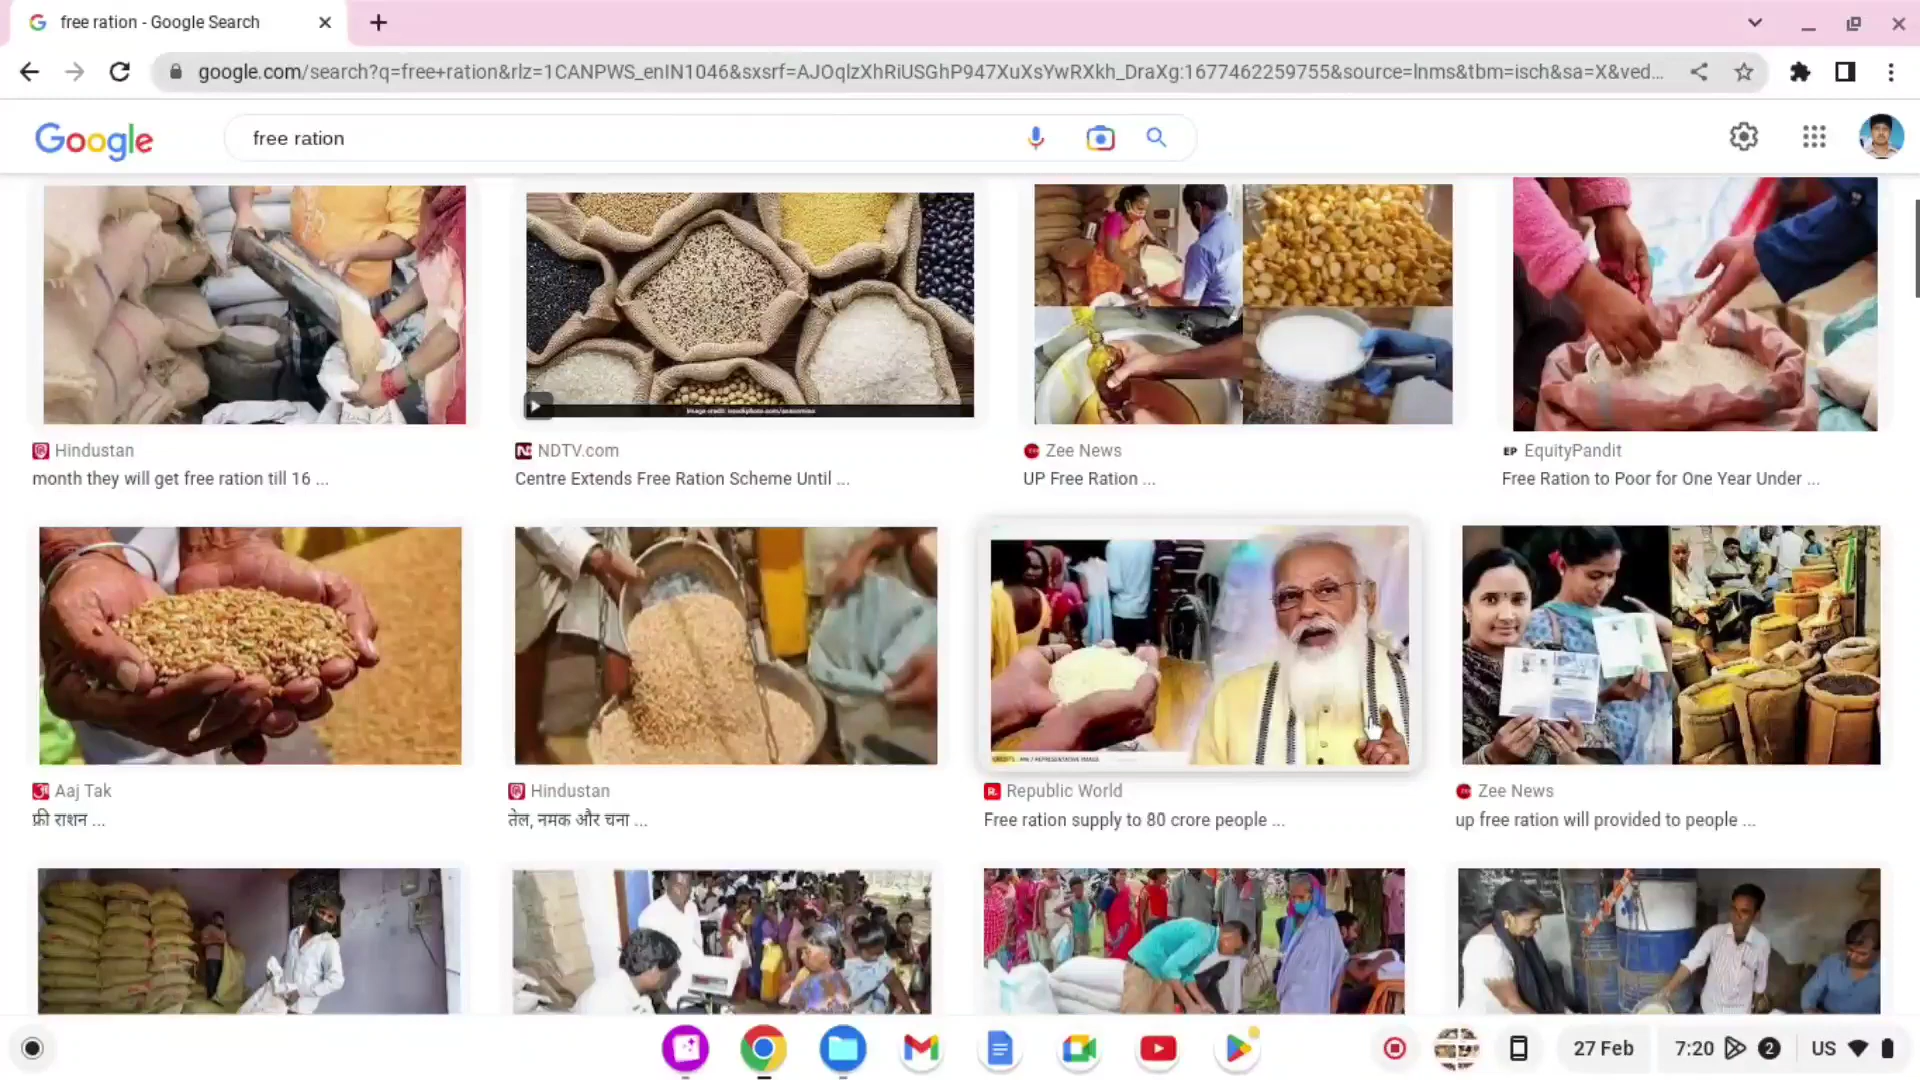 free ration - Google Search
google.com/search?q=free+ration&rlz=1CANPWS_enIN1046&sxsrf=AJOqlzXhRiUSGhP947XuXsYwRXkh_DraXg:1677462259755&source=lnms&tbm=isch&sa=X&ved...
Google
free ration
Hindustan
month they will get free ration till 16 ...
NDTV.com
Centre Extends Free Ration Scheme Until ...
Zee News
UP Free Ration ...
EP EquityPandit
Free Ration to Poor for One Year Under ...
Aaj Tak
फ्री राशन ...
Hindustan
तेल, नमक और चना ...
Republic World
Free ration supply to 80 crore people ...
Zee News
up free ration will provided to people ...
27 Feb
7:20
2
US